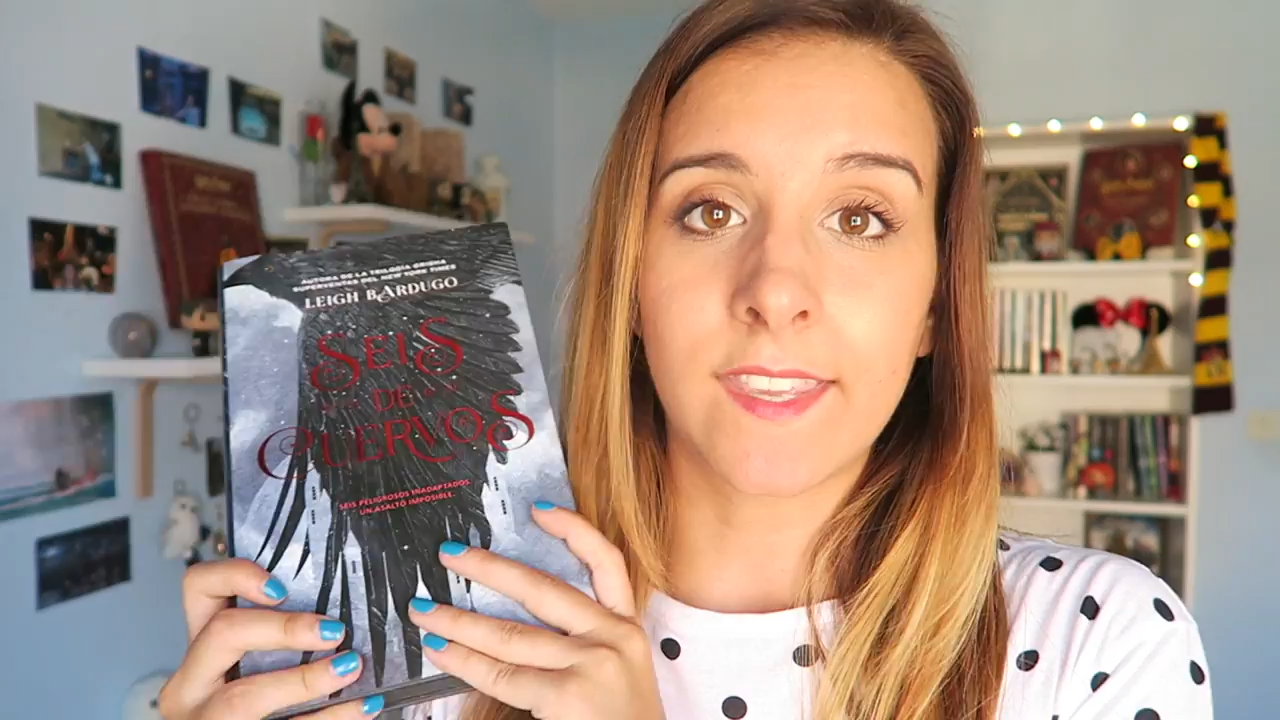 AUTORA DE LA TRILOGÍA GRISHA
SUPERVENTAS DEL NEW YORK TIMES
LEIGH BARDUGO
SEIS
DE
CUERVOS
SEIS PELIGROSOS INADAPTADOS.
UN ASALTO IMPOSIBLE.